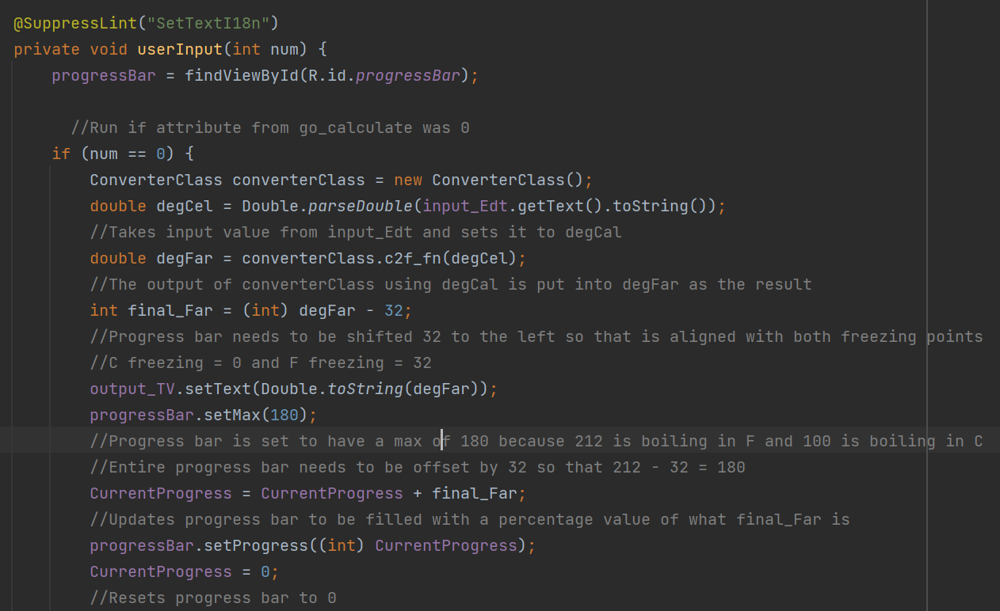 @SuppressLint("SetTextI18n")
private void userInput(int num) {
    progressBar = findViewById(R.id.progressBar);

      //Run if attribute from go_calculate was 0
    if (num == 0) {
        ConverterClass converterClass = new ConverterClass();
        double degCel = Double.parseDouble(input_Edt.getText().toString());
        //Takes input value from input_Edt and sets it to degCal
        double degFar = converterClass.c2f_fn(degCel);
        //The output of converterClass using degCal is put into degFar as the result
        int final_Far = (int) degFar - 32;
        //Progress bar needs to be shifted 32 to the left so that is aligned with both freezing points
        //C freezing = 0 and F freezing = 32
        output_TV.setText(Double.toString(degFar));
        progressBar.setMax(180);
        //Progress bar is set to have a max of 180 because 212 is boiling in F and 100 is boiling in C
        //Entire progress bar needs to be offset by 32 so that 212 - 32 = 180
        CurrentProgress = CurrentProgress + final_Far;
        //Updates progress bar to be filled with a percentage value of what final_Far is
        progressBar.setProgress((int) CurrentProgress);
        CurrentProgress = 0;
        //Resets progress bar to 0